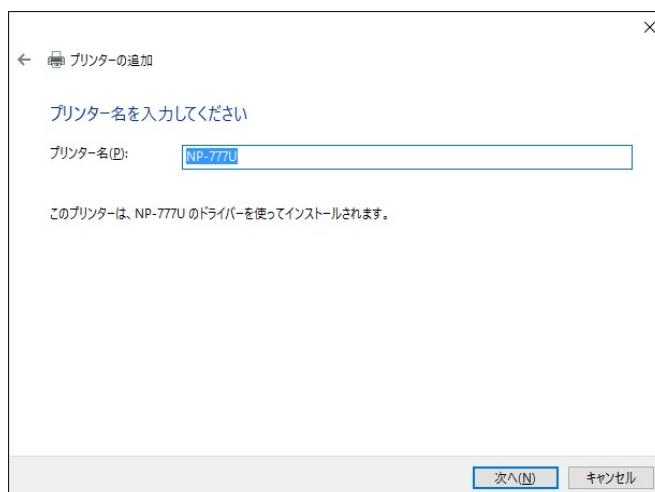 プリンターの追加
プリンター名を入力してください
プリンター名(P): NP-777U
このプリンターは、NP-777U のドライバーを使ってインストールされます。
次へ(N) キャンセル